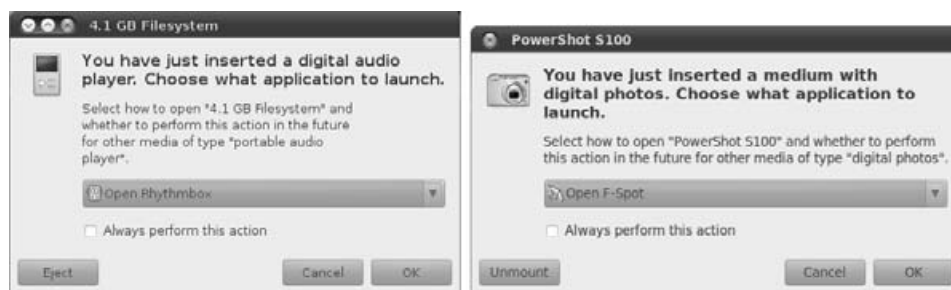 4.1 GB Filesystem
You have just inserted a digital audio
player. Choose what application to launch.
Select how to open "4.1 GB Filesystem" and
whether to perform this action in the future
for other media of type "portable audio
player".
Open Rhythmbox
Always perform this action
Eject
Cancel
OK
PowerShot S100
You have just inserted a medium with
digital photos. Choose what application to
launch.
Select how to open "PowerShot S100" and whether to perform
this action in the future for other media of type "digital photos".
Open F-Spot
Always perform this action
Unmount
Cancel
OK